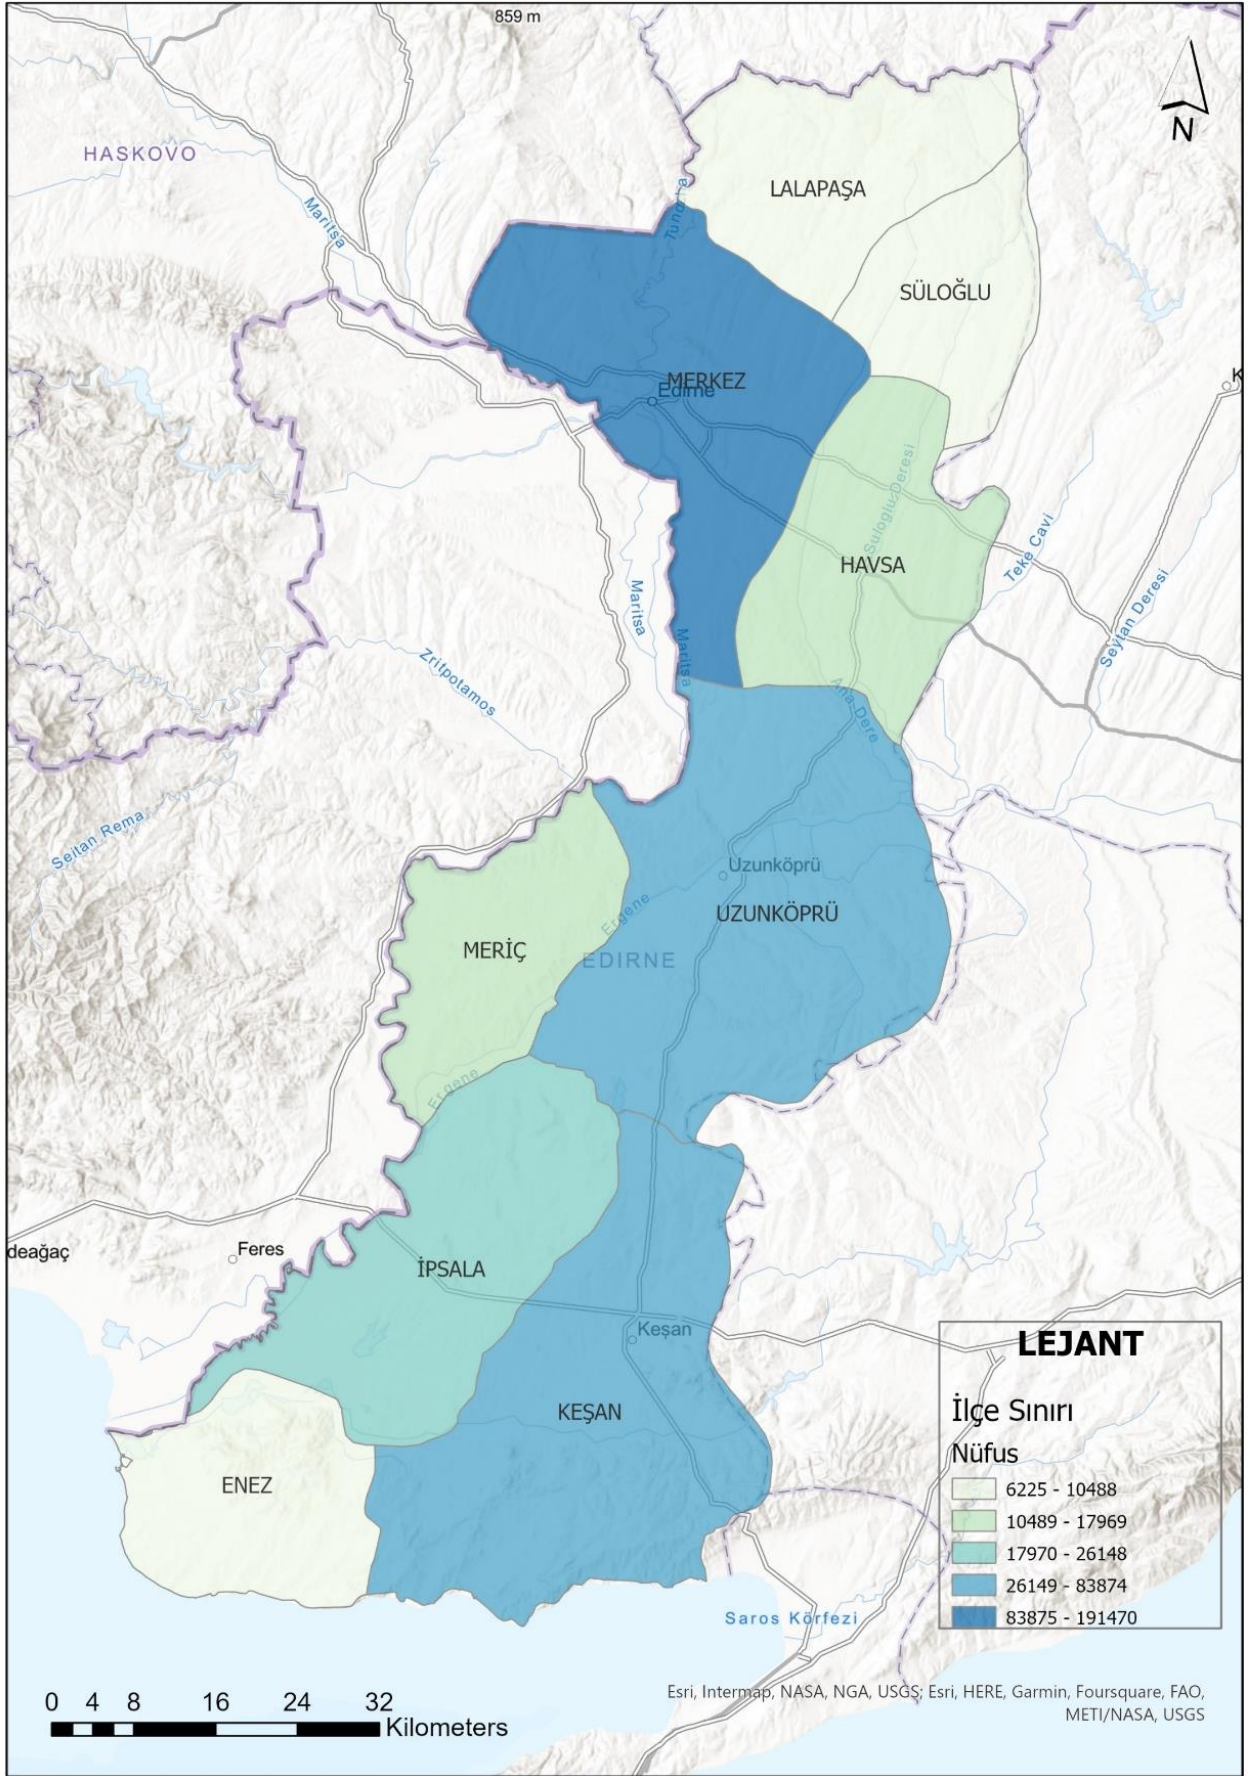 859 m
N
HASKOVO
Maritsa
Tundra
LALAPAŞA
SÜLOĞLU
MERKEZ
Edirne
K
Suloglu Deresi
HAVSA
Teke Cavi
Seytan Deresi
Maritsa
Maritsa
Zritpotamos
Ana Dere
Seitan Rema
Uzunköprü
UZUNKÖPRÜ
Ergene
MERİÇ
EDIRNE
Ergene
deağaç
Feres
İPSALA
Keşan
KEŞAN
ENEZ
Saros Körfezi
LEJANT
İlçe Sınırı
Nüfus
6225 - 10488
10489 - 17969
17970 - 26148
26149 - 83874
83875 - 191470
0 4 8 16 24 32
Kilometers
Esri, Intermap, NASA, NGA, USGS; Esri, HERE, Garmin, Foursquare, FAO,
METI/NASA, USGS